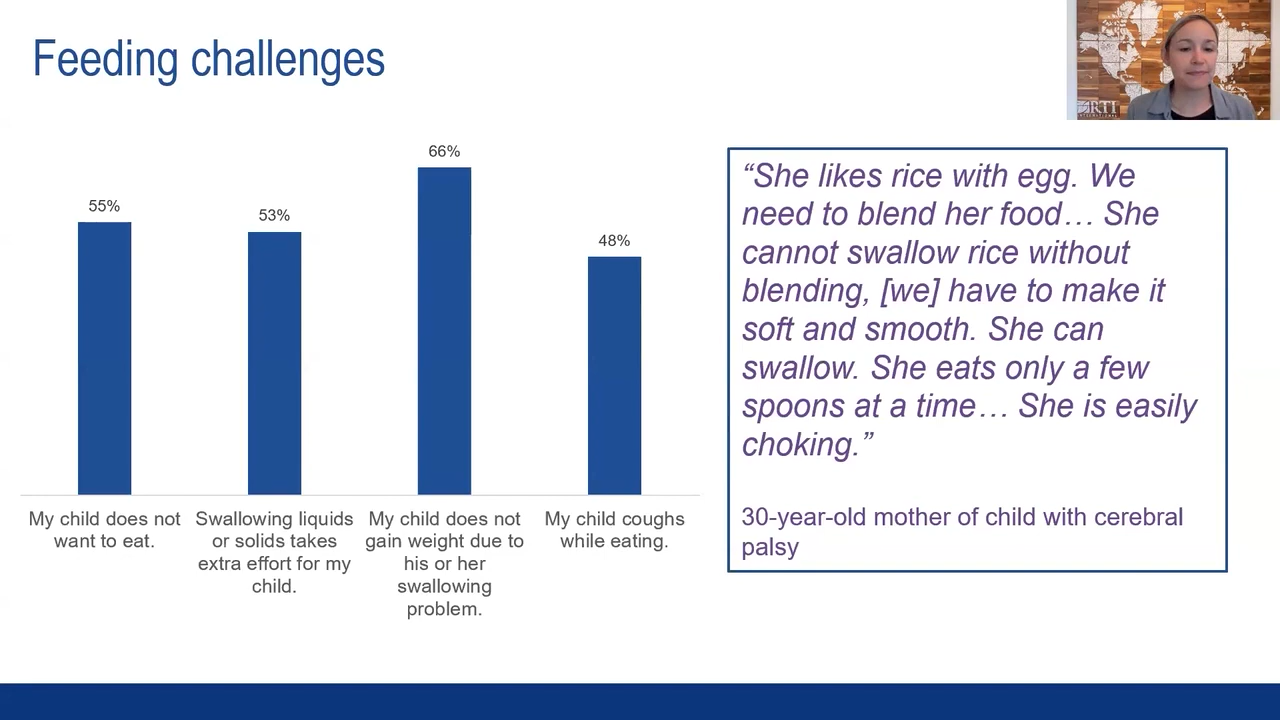 Feeding challenges
RTI
INTERNATIONAL
55%
53%
66%
48%
My child does not
want to eat.
Swallowing liquids
or solids takes
extra effort for my
child.
My child does not
gain weight due to
his or her
swallowing
problem.
My child coughs
while eating.
“She likes rice with egg. We
need to blend her food… She
cannot swallow rice without
blending, [we] have to make it
soft and smooth. She can
swallow. She eats only a few
spoons at a time… She is easily
choking.”
30-year-old mother of child with cerebral
palsy